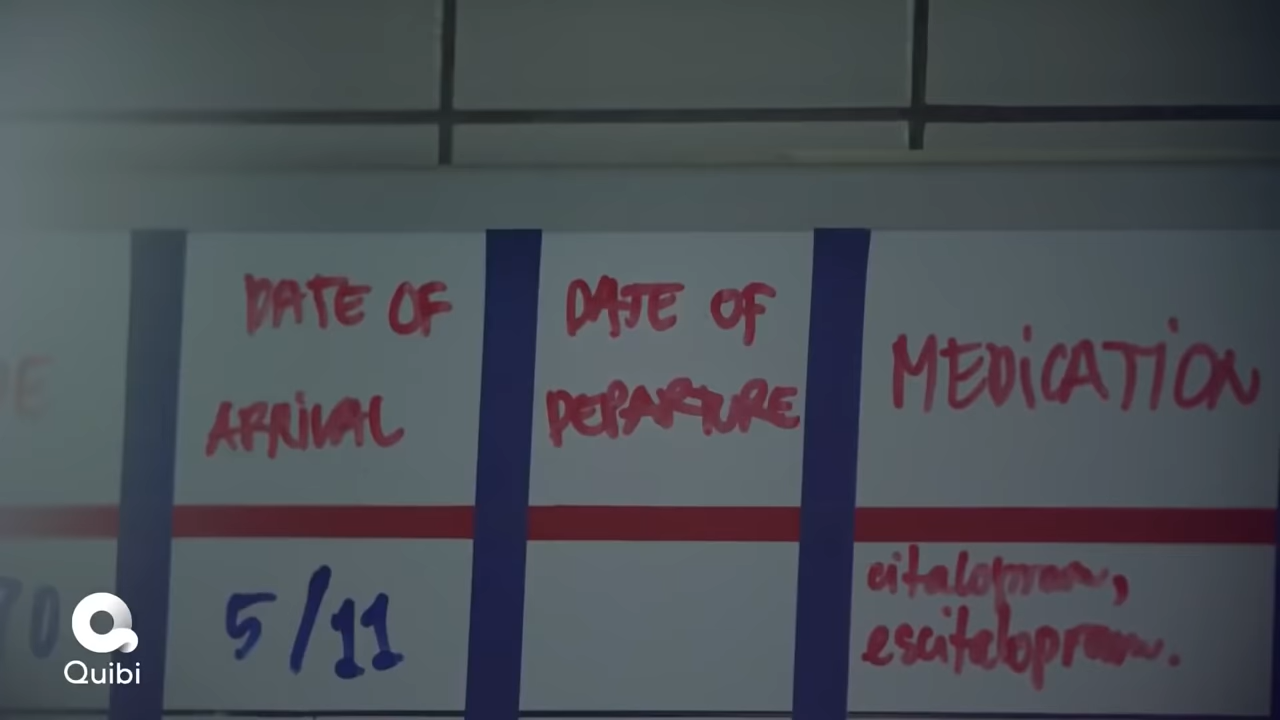 DATE OF
ARRIVAL
DATE OF
DEPARTURE
MEDiCATiON
5/11
citalopram,
escitalopram.
Quibi